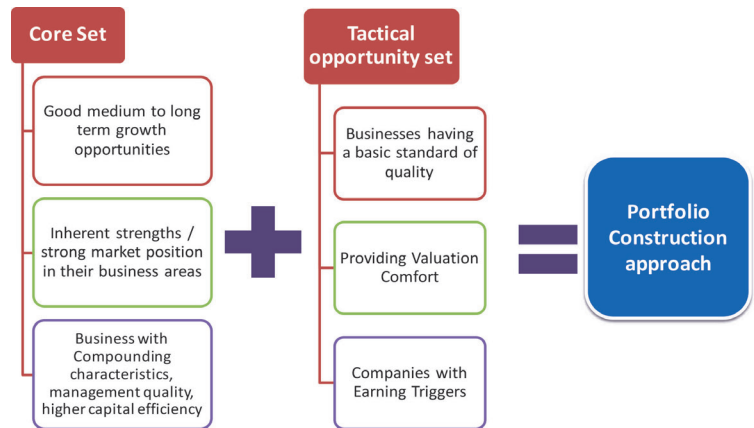 Core Set
Good medium to long
term growth
opportunities
Inherent strengths /
strong market position
in their business areas
Business with
Compounding
characteristics,
management quality,
higher capital efficiency
Tactical
opportunity set
Businesses having
a basic standard of
quality
Providing Valuation
Comfort
Companies with
Earning Triggers
Portfolio
Construction
approach